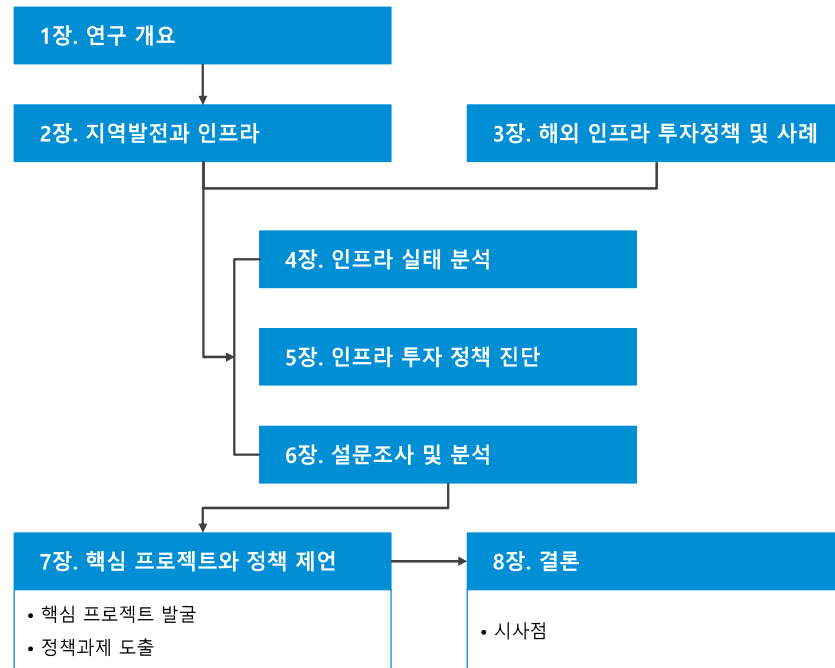 1장. 연구 개요
2장. 지역발전과 인프라
3장. 해외 인프라 투자정책 및 사례
4장. 인프라 실태 분석
5장. 인프라 투자 정책 진단
6장. 설문조사 및 분석
7장. 핵심 프로젝트와 정책 제언
• 핵심 프로젝트 발굴
• 정책과제 도출
8장. 결론
• 시사점